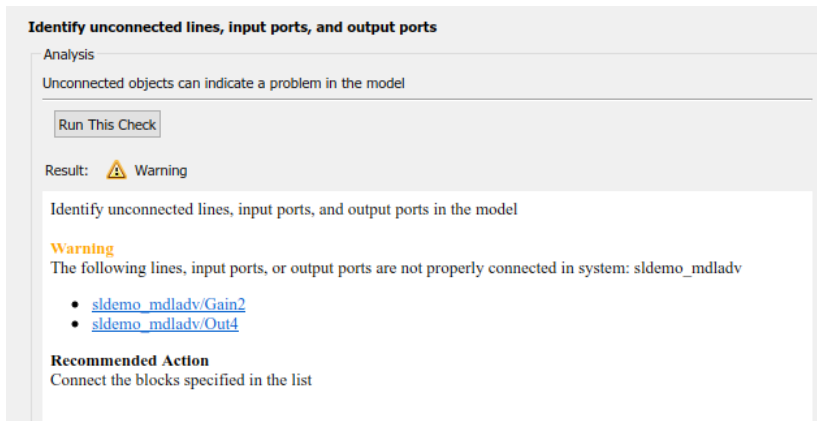 Identify unconnected lines, input ports, and output ports
Analysis
Unconnected objects can indicate a problem in the model
Run This Check
Result: Warning
Identify unconnected lines, input ports, and output ports in the model
Warning
The following lines, input ports, or output ports are not properly connected in system: sldemo_mdladv
• sldemo_mdladv/Gain2
• sldemo_mdladv/Out4
Recommended Action
Connect the blocks specified in the list